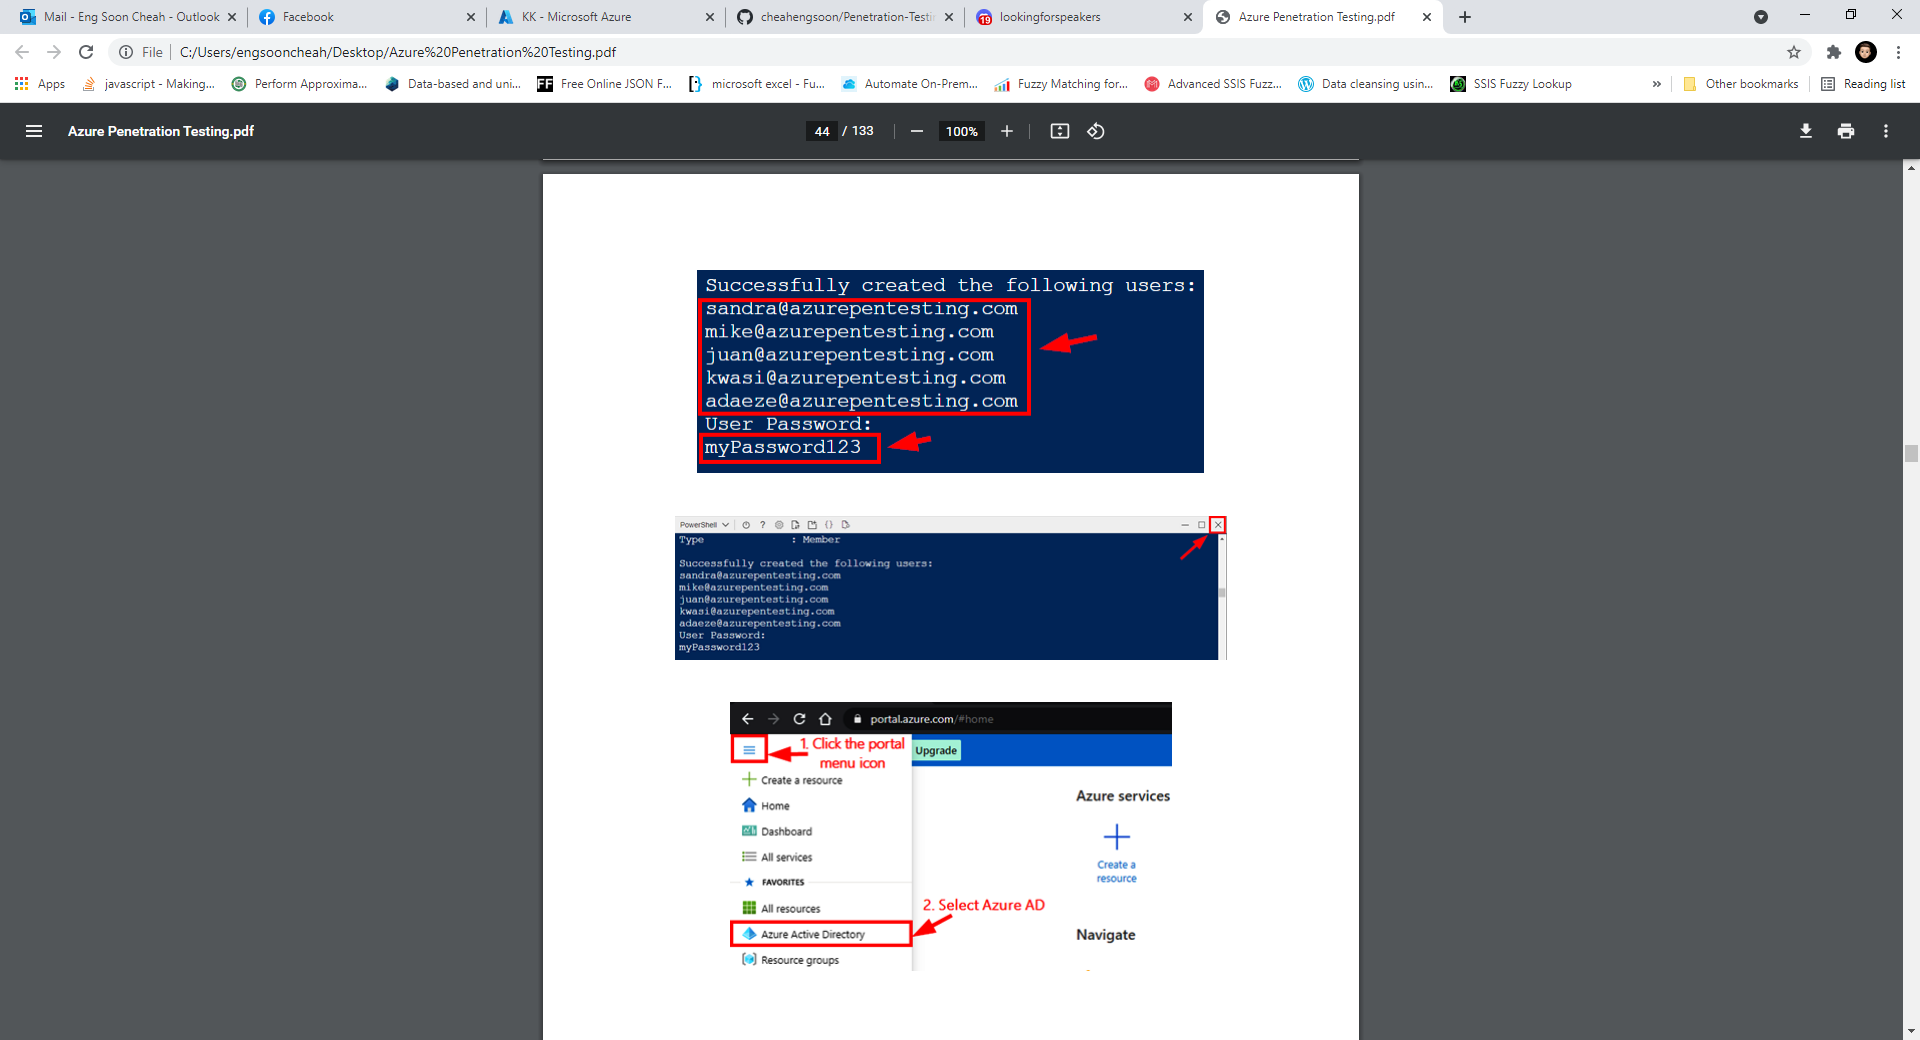 Mail - Eng Soon Cheah - Outlook
Facebook
KK - Microsoft Azure
cheahengsoon/Penetration-Testi
19
lookingforspeakers
Azure Penetration Testing.pdf
File
C:/Users/engsooncheah/Desktop/Azure%20Penetration%20Testing.pdf
Apps
javascript - Making...
Perform Approxima...
Data-based and uni...
FF
Free Online JSON F...
microsoft excel - Fu...
Automate On-Prem...
Fuzzy Matching for...
Advanced SSIS Fuzz...
Data cleansing usin...
SSIS Fuzzy Lookup
»
Other bookmarks
Reading list
Azure Penetration Testing.pdf
44 / 133
100%
Successfully created the following users:
sandra@azurepentesting.com
mike@azurepentesting.com
juan@azurepentesting.com
kwasi@azurepentesting.com
adaeze@azurepentesting.com
User Password:
myPassword123
PowerShell
Type : Member
Successfully created the following users:
sandra@azurepentesting.com
mike@azurepentesting.com
juan@azurepentesting.com
kwasi@azurepentesting.com
adaeze@azurepentesting.com
User Password:
myPassword123
portal.azure.com/#home
1. Click the portal
menu icon
Upgrade
Create a resource
Home
Dashboard
All services
FAVORITES
All resources
Azure Active Directory
Resource groups
2. Select Azure AD
Azure services
Create a
resource
Navigate